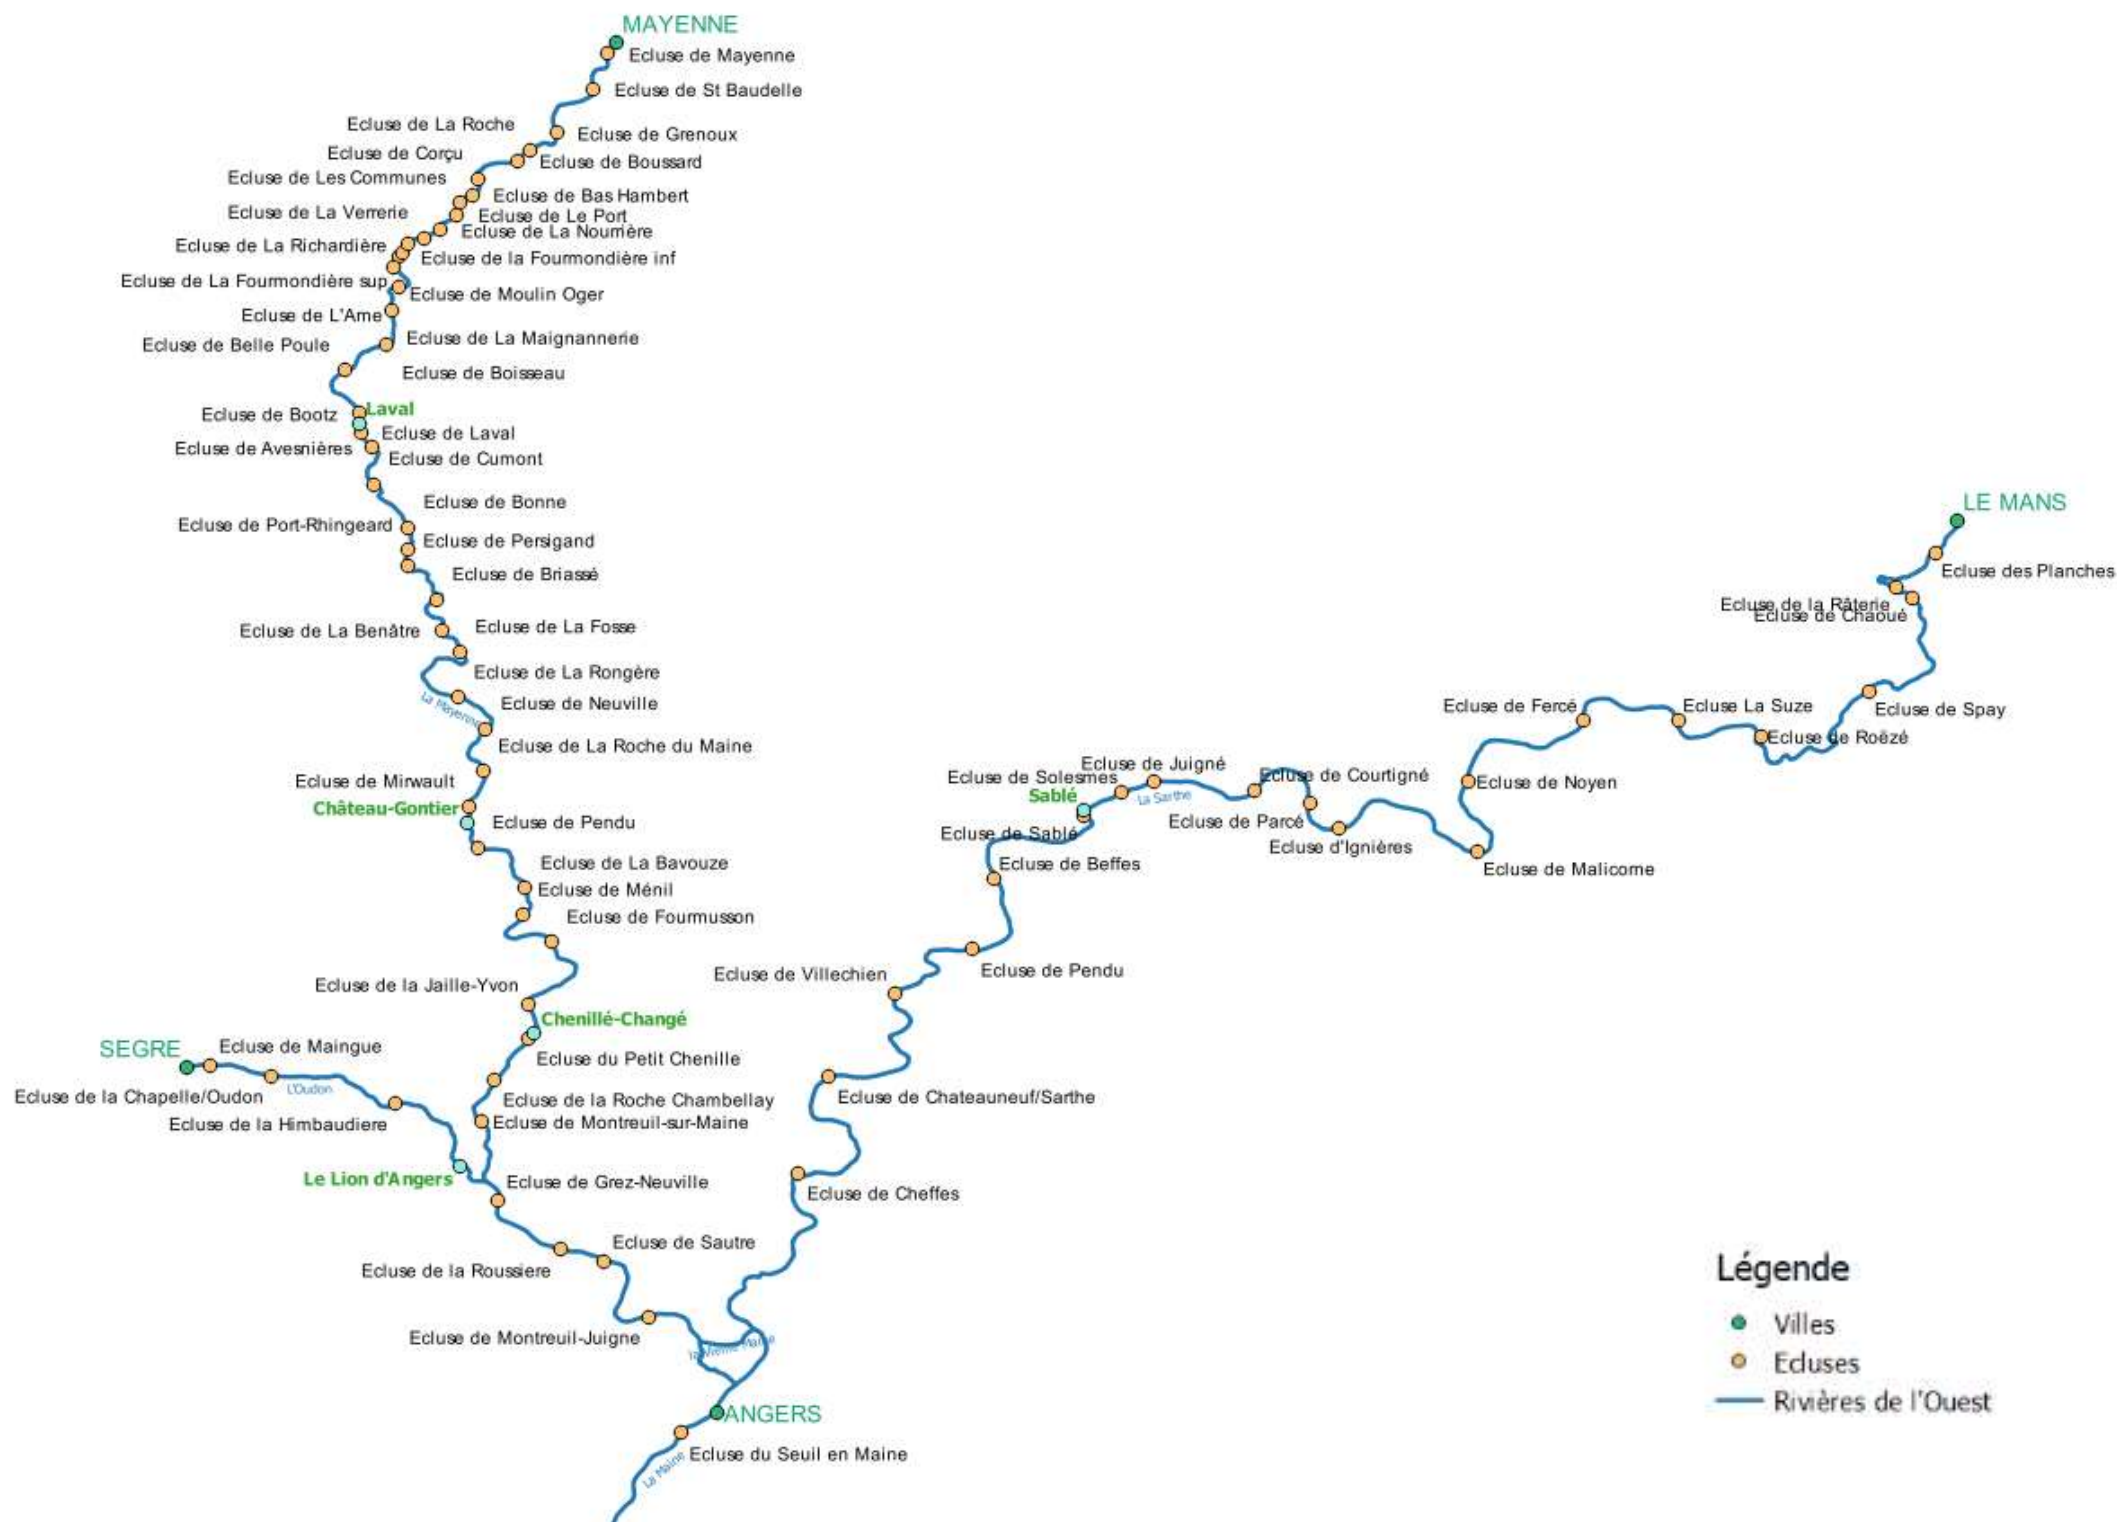 MAYENNE
Ecluse de Mayenne
Ecluse de St Baudelle
Ecluse de La Roche
Ecluse de Grenoux
Ecluse de Corçu
Ecluse de Boussard
Ecluse de Les Communes
Ecluse de Bas Hambert
Ecluse de La Verrerie
Ecluse de Le Port
Ecluse de La Nourrière
Ecluse de La Richardière
Ecluse de la Fourmondière inf
Ecluse de La Fourmondière sup
Ecluse de Moulin Oger
Ecluse de L'Ame
Ecluse de La Maignannerie
Ecluse de Belle Poule
Ecluse de Boisseau
Laval
Ecluse de Bootz
Ecluse de Laval
Ecluse de Avesnières
Ecluse de Cumont
Ecluse de Bonne
Ecluse de Port-Rhingeard
Ecluse de Persigand
Ecluse de Briassé
Ecluse de La Benâtre
Ecluse de La Fosse
Ecluse de La Rongère
La Mayenne
Ecluse de Neuville
Ecluse de La Roche du Maine
Ecluse de Mirwault
Château-Gontier
Ecluse de Pendu
Ecluse de La Bavouze
Ecluse de Ménil
Ecluse de Fourmusson
Ecluse de la Jaille-Yvon
Chenillé-Changé
Ecluse du Petit Chenille
Ecluse de la Roche Chambellay
Ecluse de Montreuil-sur-Maine
SEGRE
Ecluse de Maingue
L'Oudon
Ecluse de la Chapelle/Oudon
Ecluse de la Himbaudiere
Le Lion d'Angers
Ecluse de Grez-Neuville
Ecluse de Sautre
Ecluse de la Roussiere
Ecluse de Montreuil-Juigne
la Vieille Maine
ANGERS
Ecluse du Seuil en Maine
La Maine
LE MANS
Ecluse des Planches
Ecluse de la Râterie
Ecluse de Chaoué
Ecluse de Spay
Ecluse La Suze
Ecluse de Roëzé
Ecluse de Fercé
Ecluse de Noyen
Ecluse de Malicorne
Ecluse d'Ignières
Ecluse de Courtigné
Ecluse de Parcé
Ecluse de Juigné
Ecluse de Solesmes
La Sarthe
Sablé
Ecluse de Sablé
Ecluse de Beffes
Ecluse de Pendu
Ecluse de Villechien
Ecluse de Chateauneuf/Sarthe
Ecluse de Cheffes
Légende
Villes
Ecluses
Rivières de l'Ouest